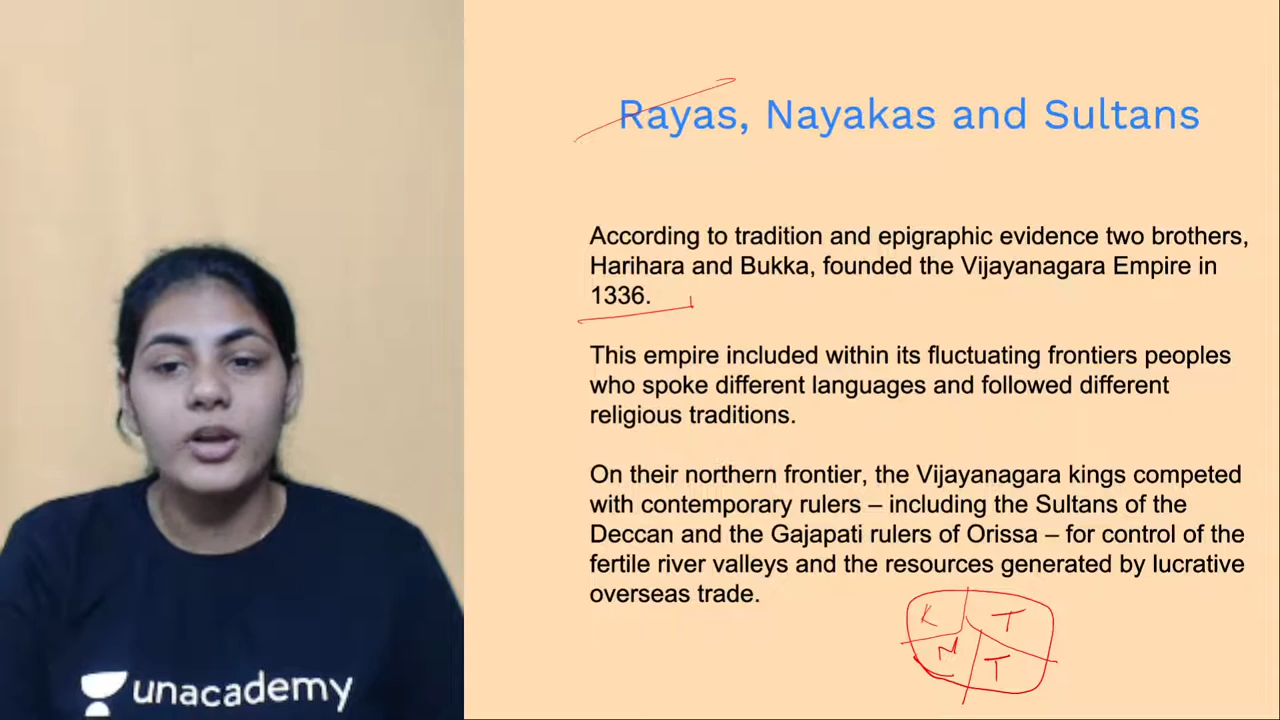 Rayas, Nayakas and Sultans
According to tradition and epigraphic evidence two brothers,
Harihara and Bukka, founded the Vijayanagara Empire in
1336.
This empire included within its fluctuating frontiers peoples
who spoke different languages and followed different
religious traditions.
On their northern frontier, the Vijayanagara kings competed
with contemporary rulers – including the Sultans of the
Deccan and the Gajapati rulers of Orissa – for control of the
fertile river valleys and the resources generated by lucrative
overseas trade.
K T
M T
unacademy